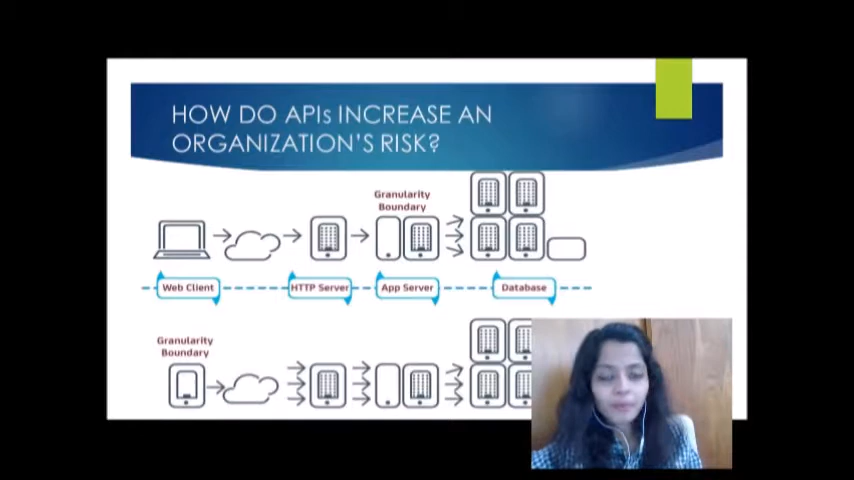 HOW DO APIs INCREASE AN
ORGANIZATION'S RISK?
Granularity
Boundary
Web Client
HTTP Server
App Server
Database
Granularity
Boundary